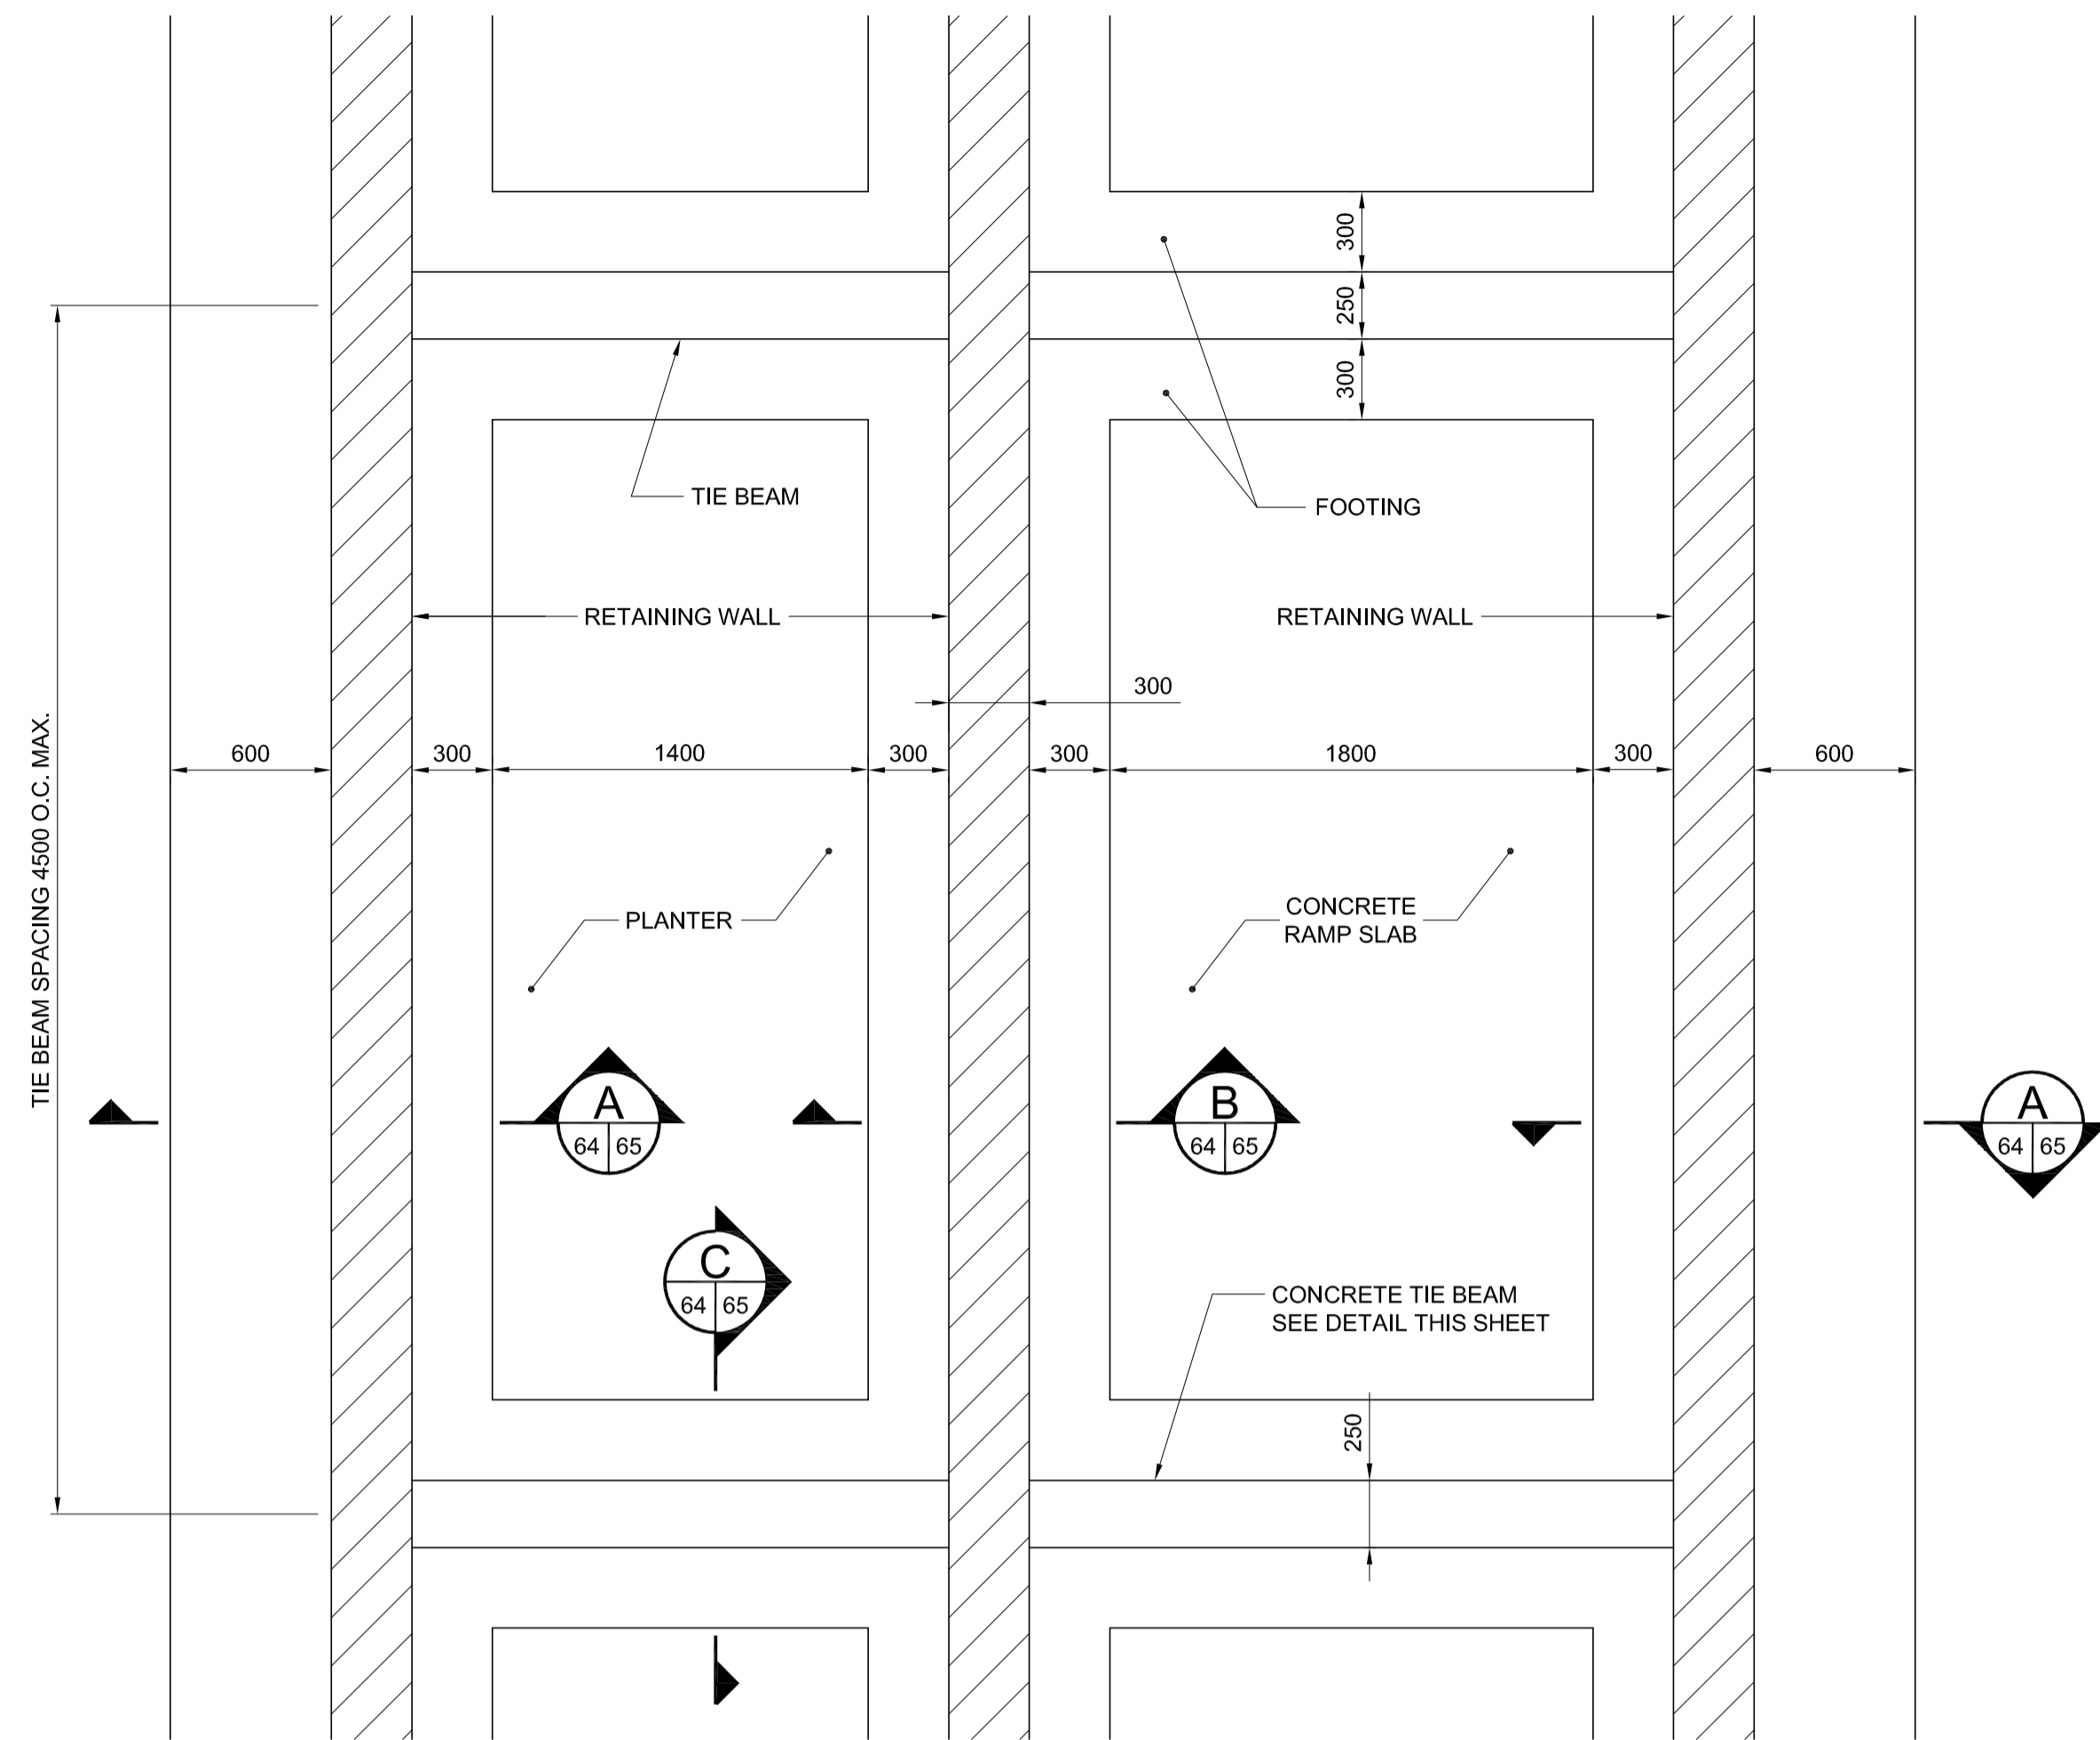 300
250
300
TIE BEAM
FOOTING
RETAINING WALL
RETAINING WALL
300
TIE BEAM SPACING 4500 O.C. MAX.
600
300
1400
300
300
1800
300
600
PLANTER
CONCRETE
RAMP SLAB
A
64 65
B
64 65
A
64 65
C
64 65
CONCRETE TIE BEAM
SEE DETAIL THIS SHEET
250